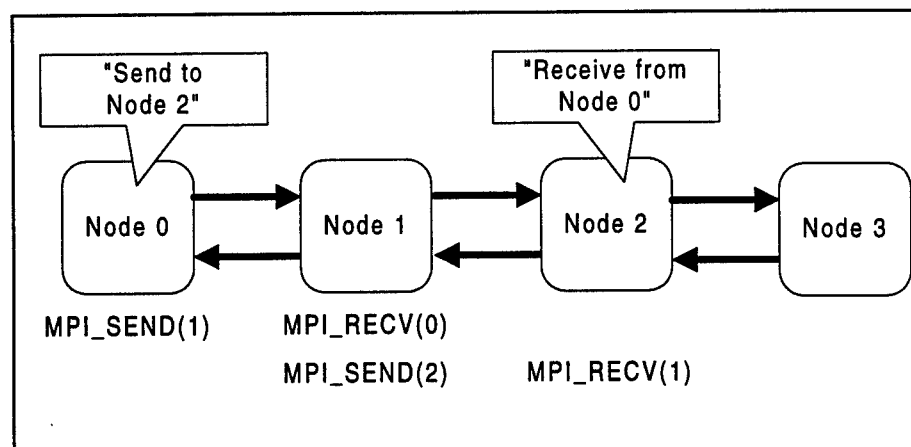 "Send to
Node 2"
"Receive from
Node 0"
Node 0
Node 1
Node 2
Node 3
MPI_SEND(1)
MPI_RECV(0)
MPI_SEND(2)
MPI_RECV(1)